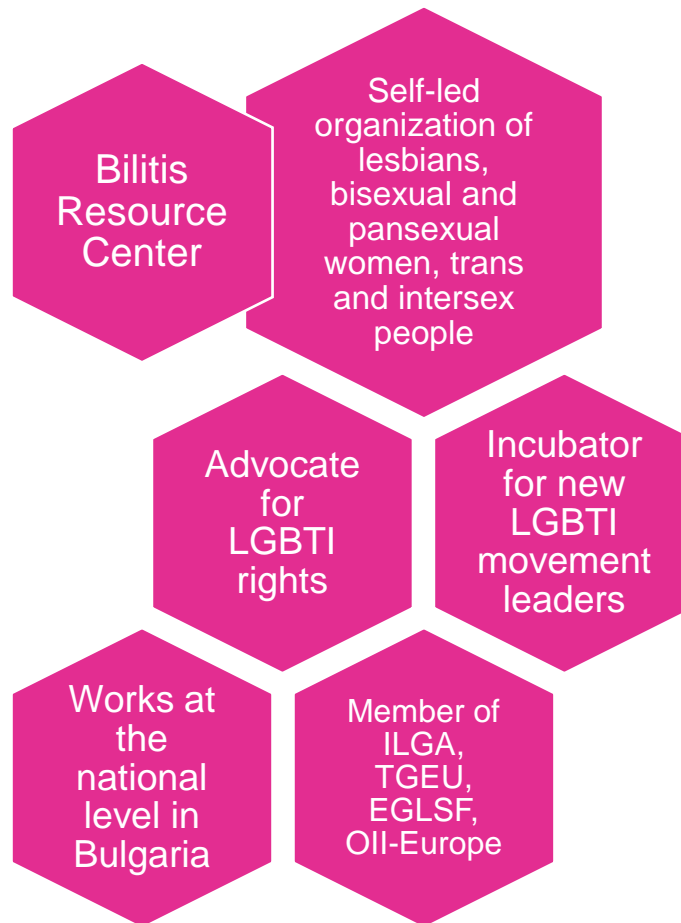 Bilitis
Resource
Center
Self-led
organization of
lesbians,
bisexual and
pansexual
women, trans
and intersex
people
Advocate
for
LGBTI
rights
Incubator
for new
LGBTI
movement
leaders
Works at
the
national
level in
Bulgaria
Member of
ILGA,
TGEU,
EGLSF,
OII-Europe